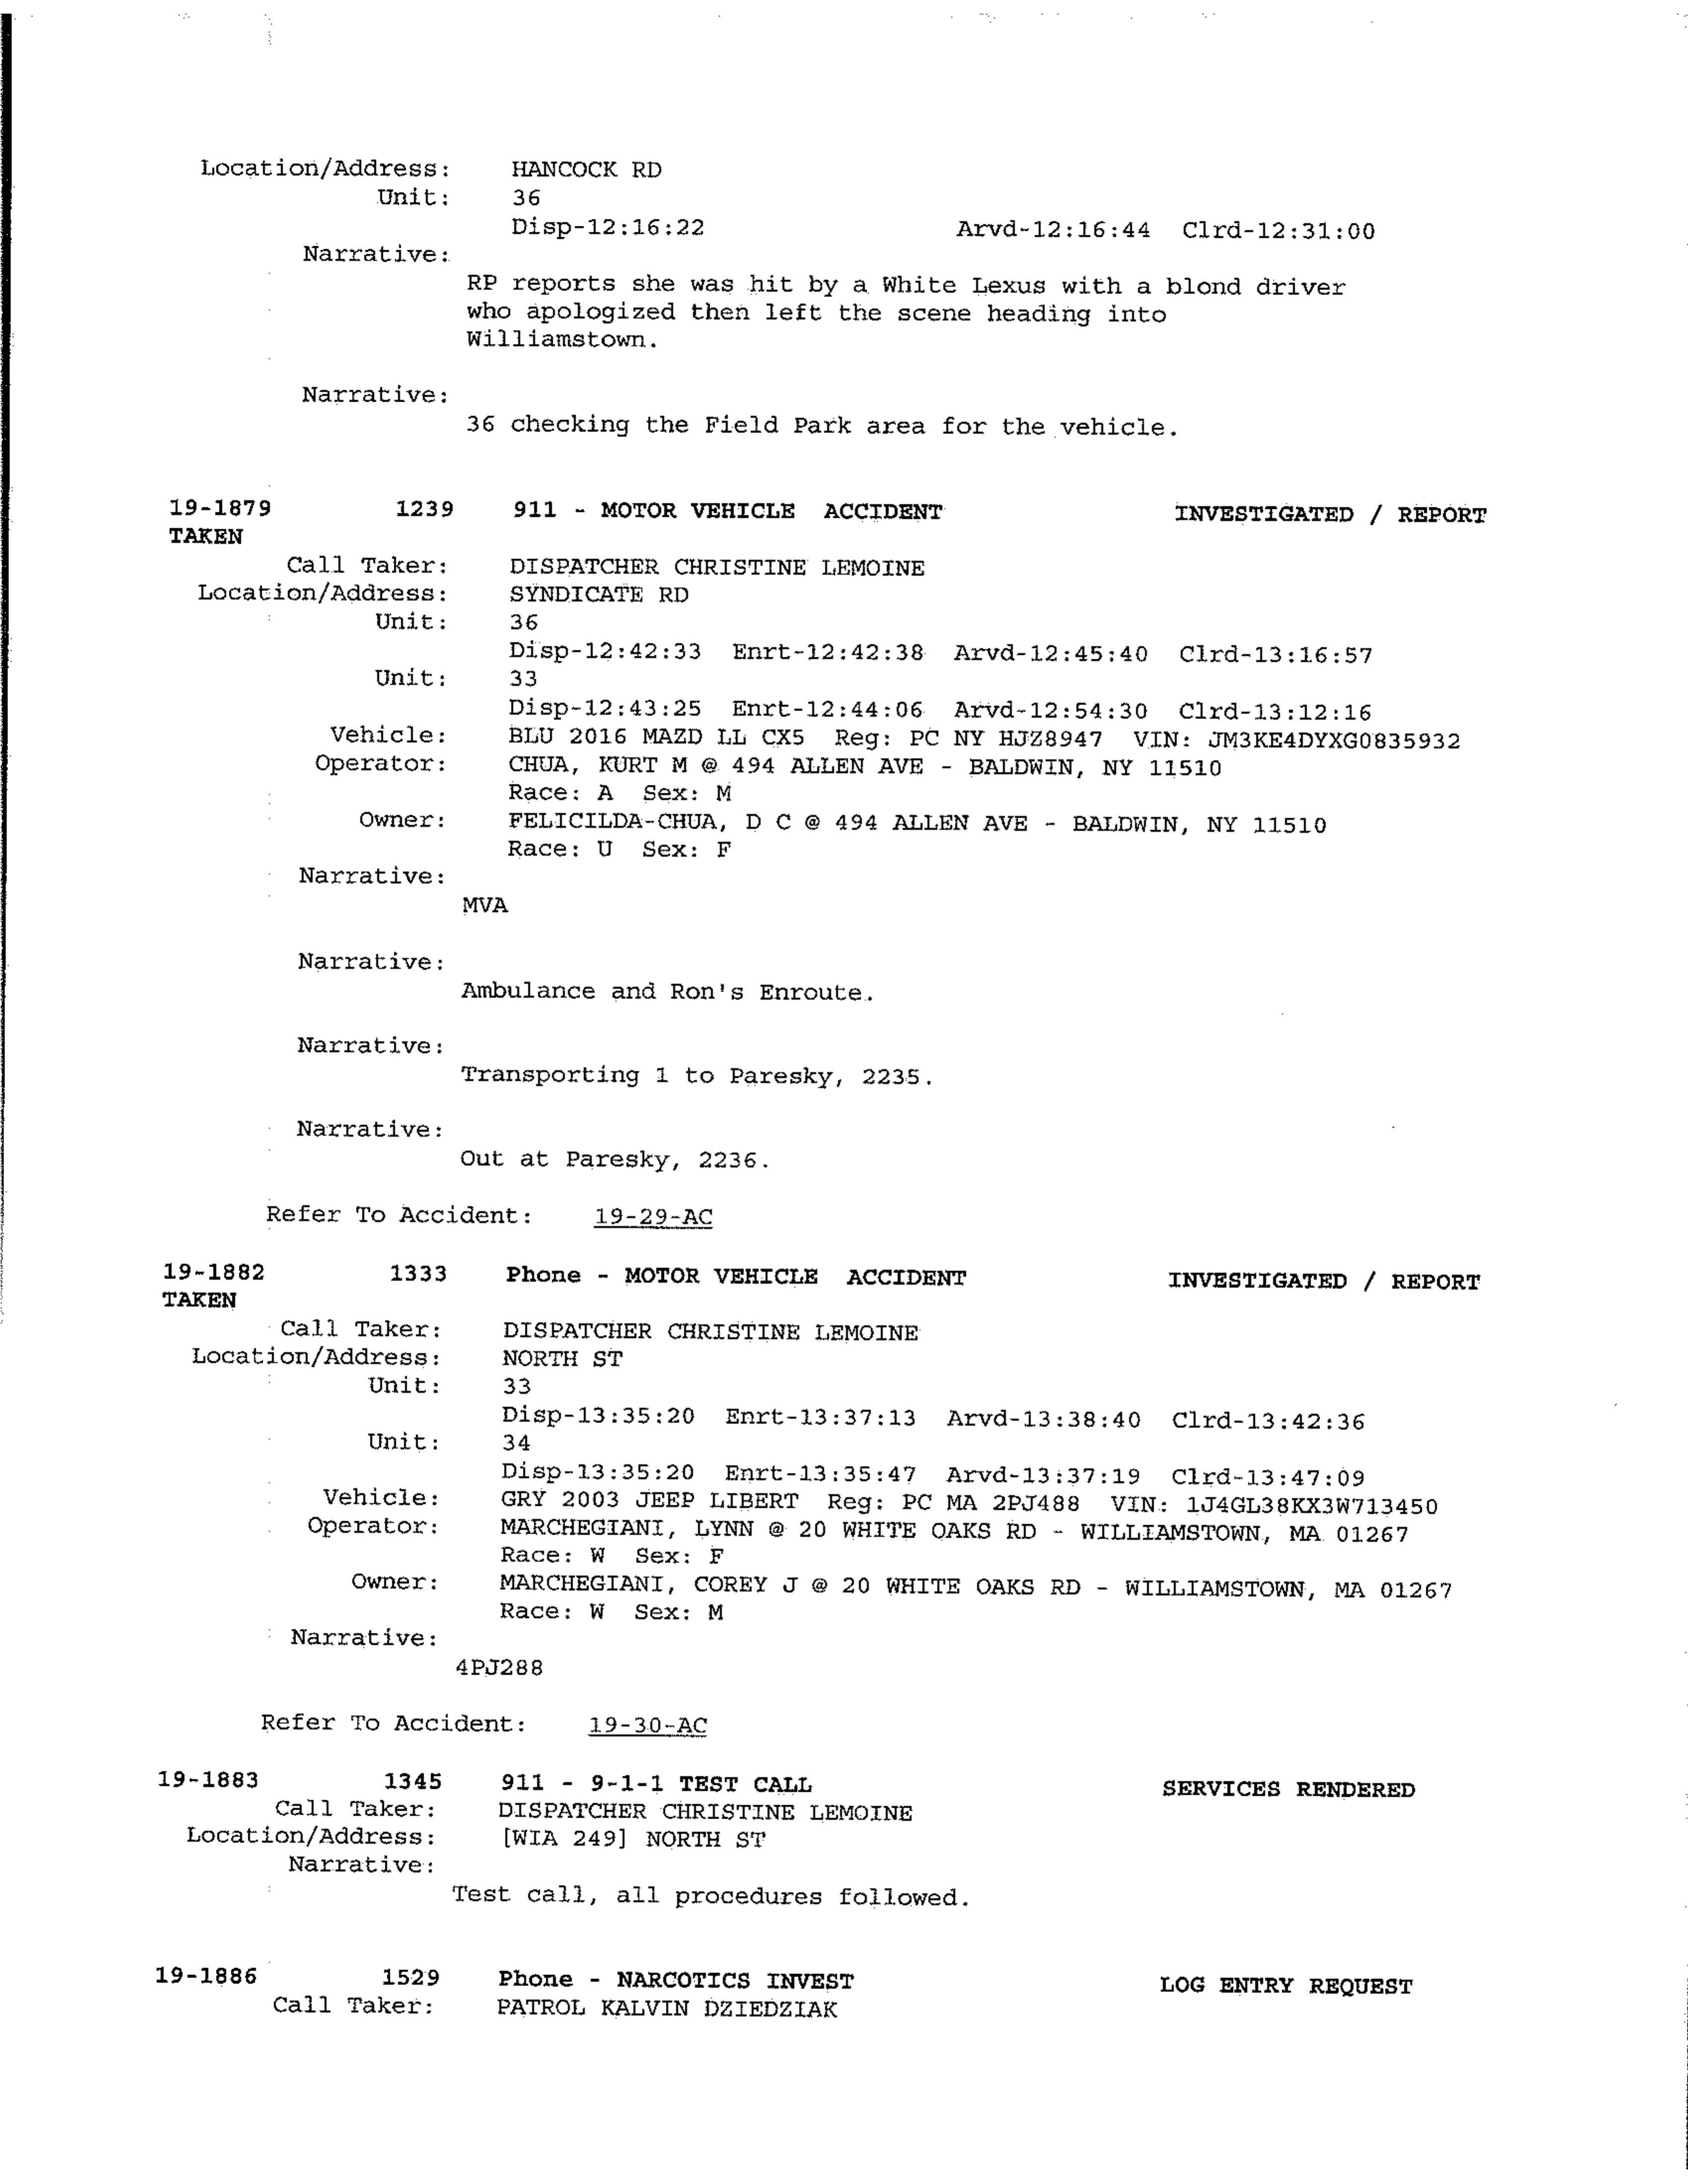 Location/Address: HANCOCK RD
Unit: 36
Disp-12:16:22 Arvd-12:16:44 Clrd-12:31:00
Narrative:
RP reports she was hit by a White Lexus with a blond driver
who apologized then left the scene heading into
Williamstown.
Narrative:
36 checking the Field Park area for the vehicle.
19-1879 1239 911 - MOTOR VEHICLE ACCIDENT INVESTIGATED / REPORT
TAKEN
Call Taker: DISPATCHER CHRISTINE LEMOINE
Location/Address: SYNDICATE RD
Unit: 36
Disp-12:42:33 Enrt-12:42:38 Arvd-12:45:40 Clrd-13:16:57
Unit: 33
Disp-12:43:25 Enrt-12:44:06 Arvd-12:54:30 Clrd-13:12:16
Vehicle: BLU 2016 MAZD LL CX5 Reg: PC NY HJZ8947 VIN: JM3KE4DYXG0835932
Operator: CHUA, KURT M @ 494 ALLEN AVE - BALDWIN, NY 11510
Race: A Sex: M
Owner: FELICILDA-CHUA, D C @ 494 ALLEN AVE - BALDWIN, NY 11510
Race: U Sex: F
Narrative:
MVA
Narrative:
Ambulance and Ron's Enroute.
Narrative:
Transporting 1 to Paresky, 2235.
Narrative:
Out at Paresky, 2236.
Refer To Accident: 19-29-AC
19-1882 1333 Phone - MOTOR VEHICLE ACCIDENT INVESTIGATED / REPORT
TAKEN
Call Taker: DISPATCHER CHRISTINE LEMOINE
Location/Address: NORTH ST
Unit: 33
Disp-13:35:20 Enrt-13:37:13 Arvd-13:38:40 Clrd-13:42:36
Unit: 34
Disp-13:35:20 Enrt-13:35:47 Arvd-13:37:19 Clrd-13:47:09
Vehicle: GRY 2003 JEEP LIBERT Reg: PC MA 2PJ488 VIN: 1J4GL38KX3W713450
Operator: MARCHEGIANI, LYNN @ 20 WHITE OAKS RD - WILLIAMSTOWN, MA 01267
Race: W Sex: F
Owner: MARCHEGIANI, COREY J @ 20 WHITE OAKS RD - WILLIAMSTOWN, MA 01267
Race: W Sex: M
Narrative:
4PJ288
Refer To Accident: 19-30-AC
19-1883 1345 911 - 9-1-1 TEST CALL SERVICES RENDERED
Call Taker: DISPATCHER CHRISTINE LEMOINE
Location/Address: [WIA 249] NORTH ST
Narrative:
Test call, all procedures followed.
19-1886 1529 Phone - NARCOTICS INVEST LOG ENTRY REQUEST
Call Taker: PATROL KALVIN DZIEDZIAK